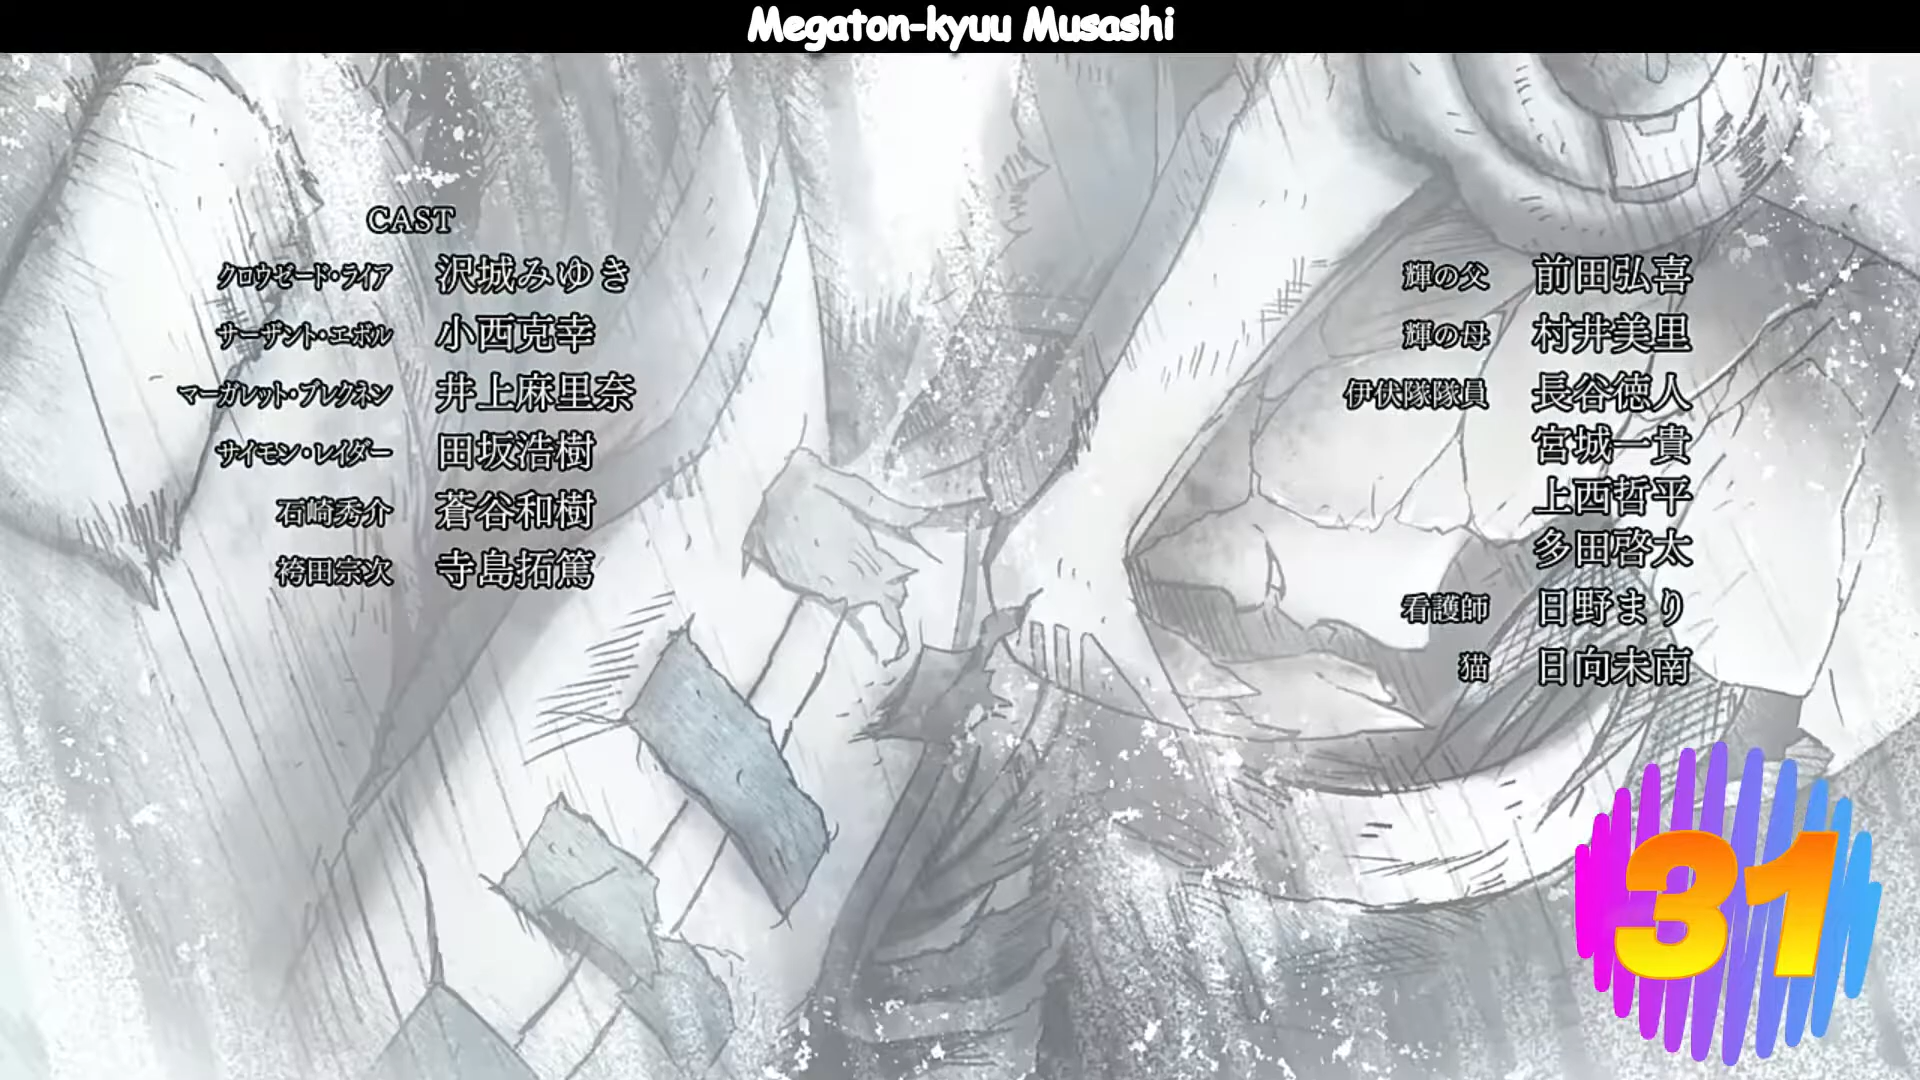 Megaton-kyuu Musashi
CAST
クロウゼード・ライア 沢城みゆき
サーザント・エボル 小西克幸
マーガレット・ブレクネン 井上麻里奈
サイモン・レイダー 田坂浩樹
石崎秀介 蒼谷和樹
袴田宗次 寺島拓篤
輝の父 前田弘喜
輝の母 村井美里
伊伏隊隊員 長谷徳人
宮城一貴
上西哲平
多田啓太
看護師 日野まり
猫 日向未南
31